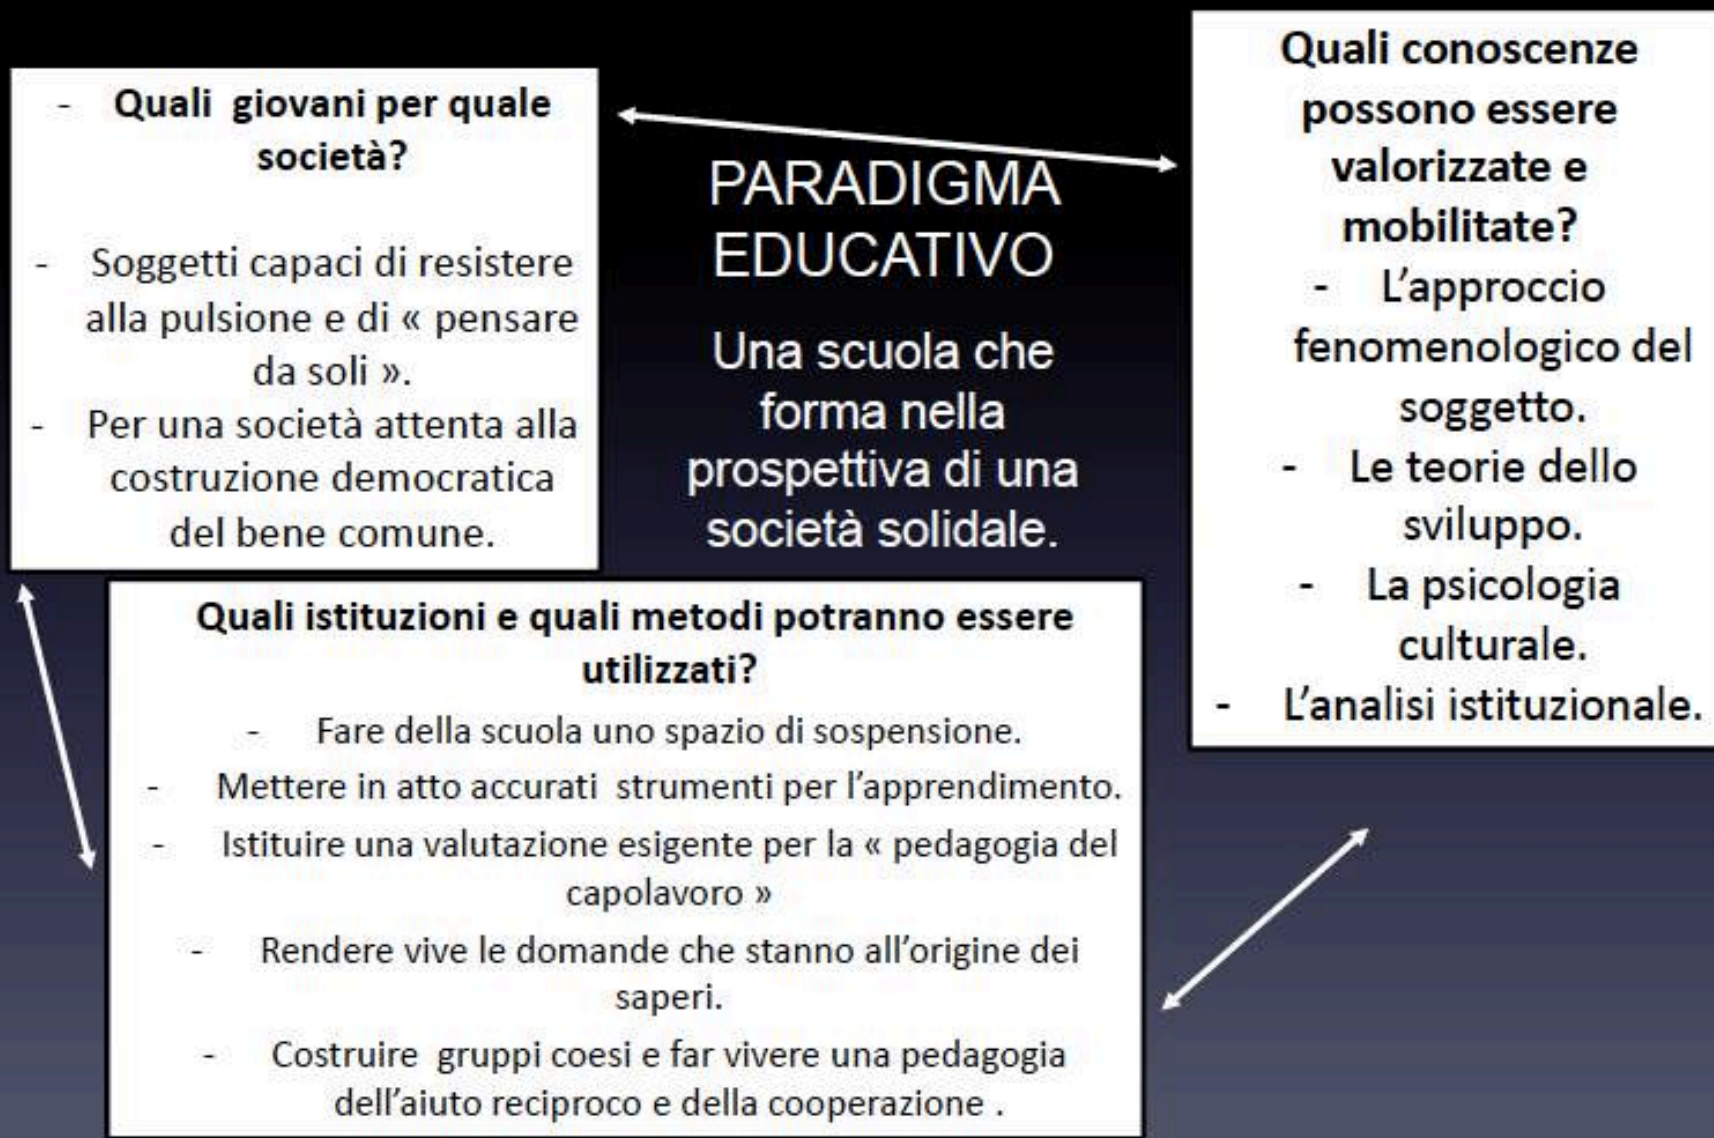 - Quali giovani per quale
società?
- Soggetti capaci di resistere
alla pulsione e di « pensare
da soli ».
- Per una società attenta alla
costruzione democratica
del bene comune.
PARADIGMA
EDUCATIVO
Una scuola che
forma nella
prospettiva di una
società solidale.
Quali conoscenze
possono essere
valorizzate e
mobilitate?
- L'approccio
fenomenologico del
soggetto.
- Le teorie dello
sviluppo.
- La psicologia
culturale.
- L'analisi istituzionale.
Quali istituzioni e quali metodi potranno essere
utilizzati?
- Fare della scuola uno spazio di sospensione.
- Mettere in atto accurati strumenti per l'apprendimento.
- Istituire una valutazione esigente per la « pedagogia del
capolavoro »
- Rendere vive le domande che stanno all'origine dei
saperi.
- Costruire gruppi coesi e far vivere una pedagogia
dell'aiuto reciproco e della cooperazione .